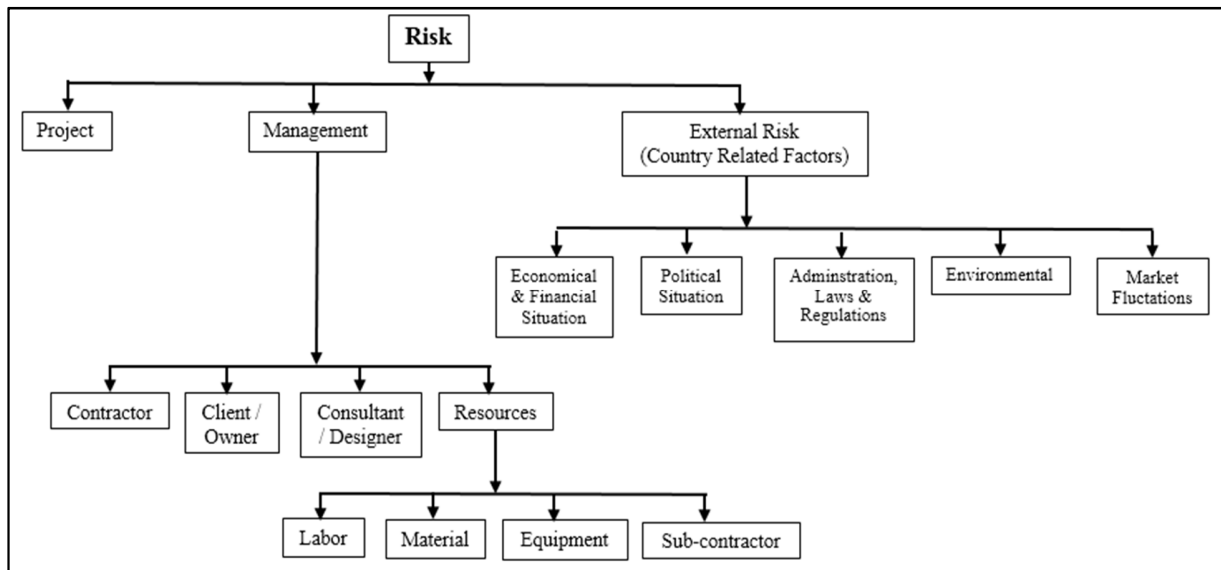 Risk
Project
Management
External Risk
(Country Related Factors)
Economical
& Financial
Situation
Political
Situation
Adminstration,
Laws &
Regulations
Environmental
Market
Fluctations
Contractor
Client /
Owner
Consultant
/ Designer
Resources
Labor
Material
Equipment
Sub-contractor